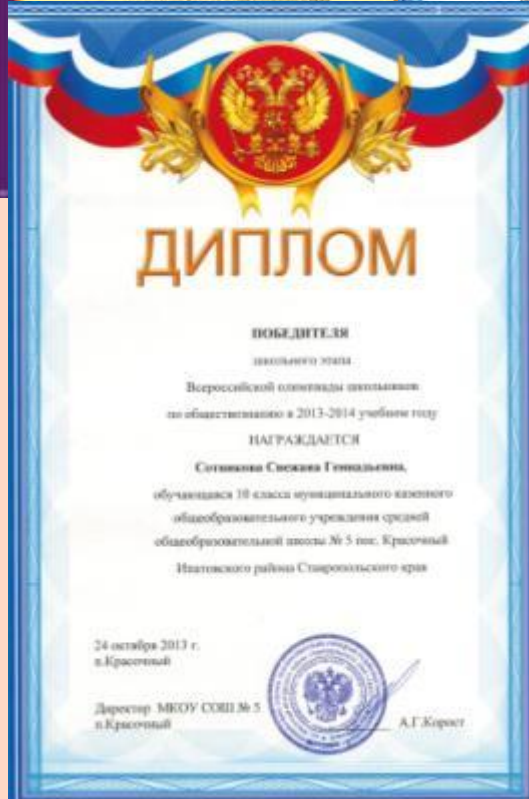 ДИПЛОМ
ПОБЕДИТЕЛЯ
школьного этапа
Всероссийской олимпиады школьников
по обществознанию в 2013-2014 учебном году
НАГРАЖДАЕТСЯ
Сотникова Снежана Геннадьевна,
обучающаяся 10 класса муниципального казенного
общеобразовательного учреждения средней
общеобразовательной школы № 5 пос. Красочный
Ипатовского района Ставропольского края
24 октября 2013 г.
п.Красочный
Директор МКОУ СОШ № 5
п.Красочный А.Г.Корост